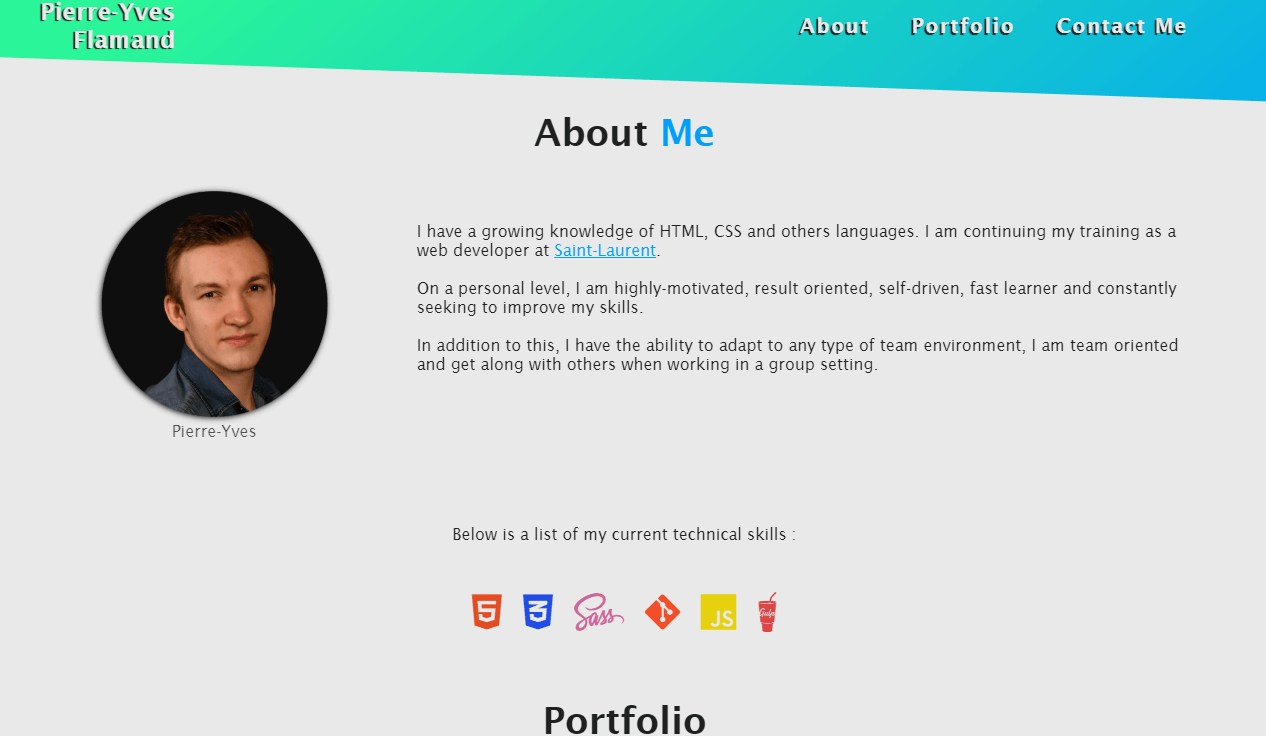 Pierre-Yves
Flamand
About Portfolio Contact Me
About Me
I have a growing knowledge of HTML, CSS and others languages. I am continuing my training as a
web developer at Saint-Laurent.
On a personal level, I am highly-motivated, result oriented, self-driven, fast learner and constantly
seeking to improve my skills.
In addition to this, I have the ability to adapt to any type of team environment, I am team oriented
and get along with others when working in a group setting.
Pierre-Yves
Below is a list of my current technical skills :
5 3 Sass JS Gulp
Portfolio